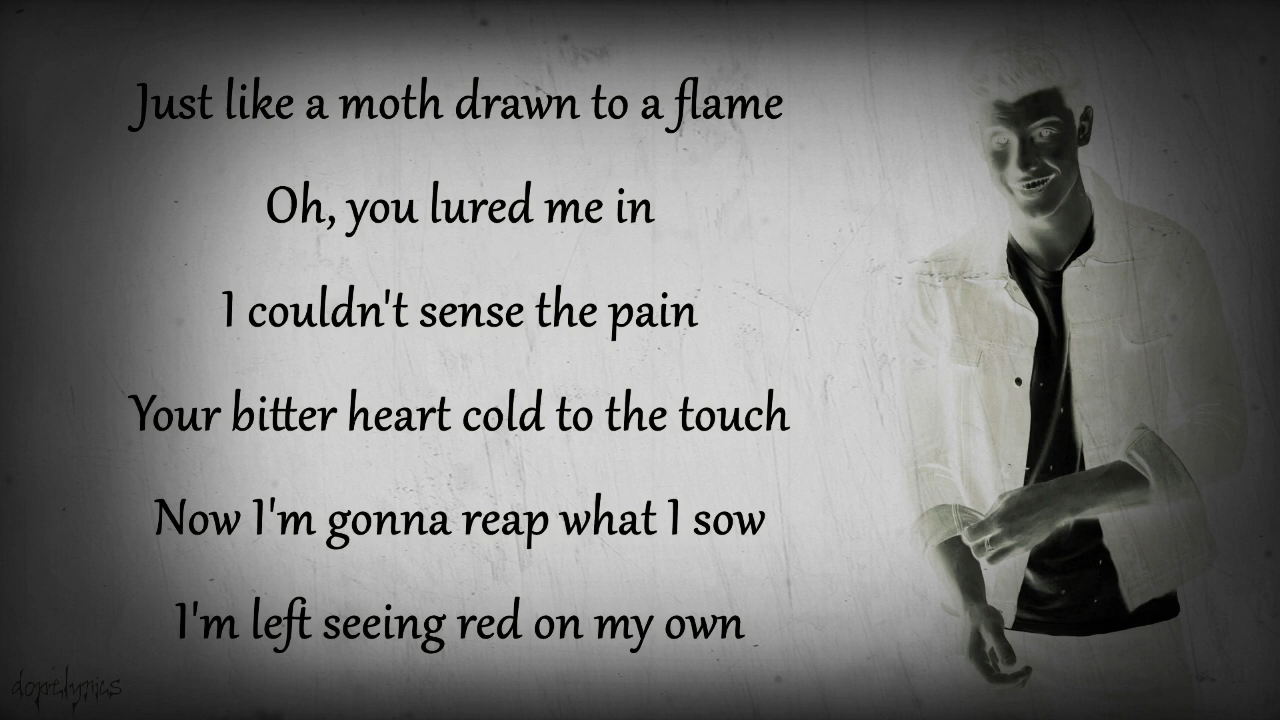 Just like a moth drawn to a flame
Oh, you lured me in
I couldn't sense the pain
Your bitter heart cold to the touch
Now I'm gonna reap what I sow
I'm left seeing red on my own
dopelyrics